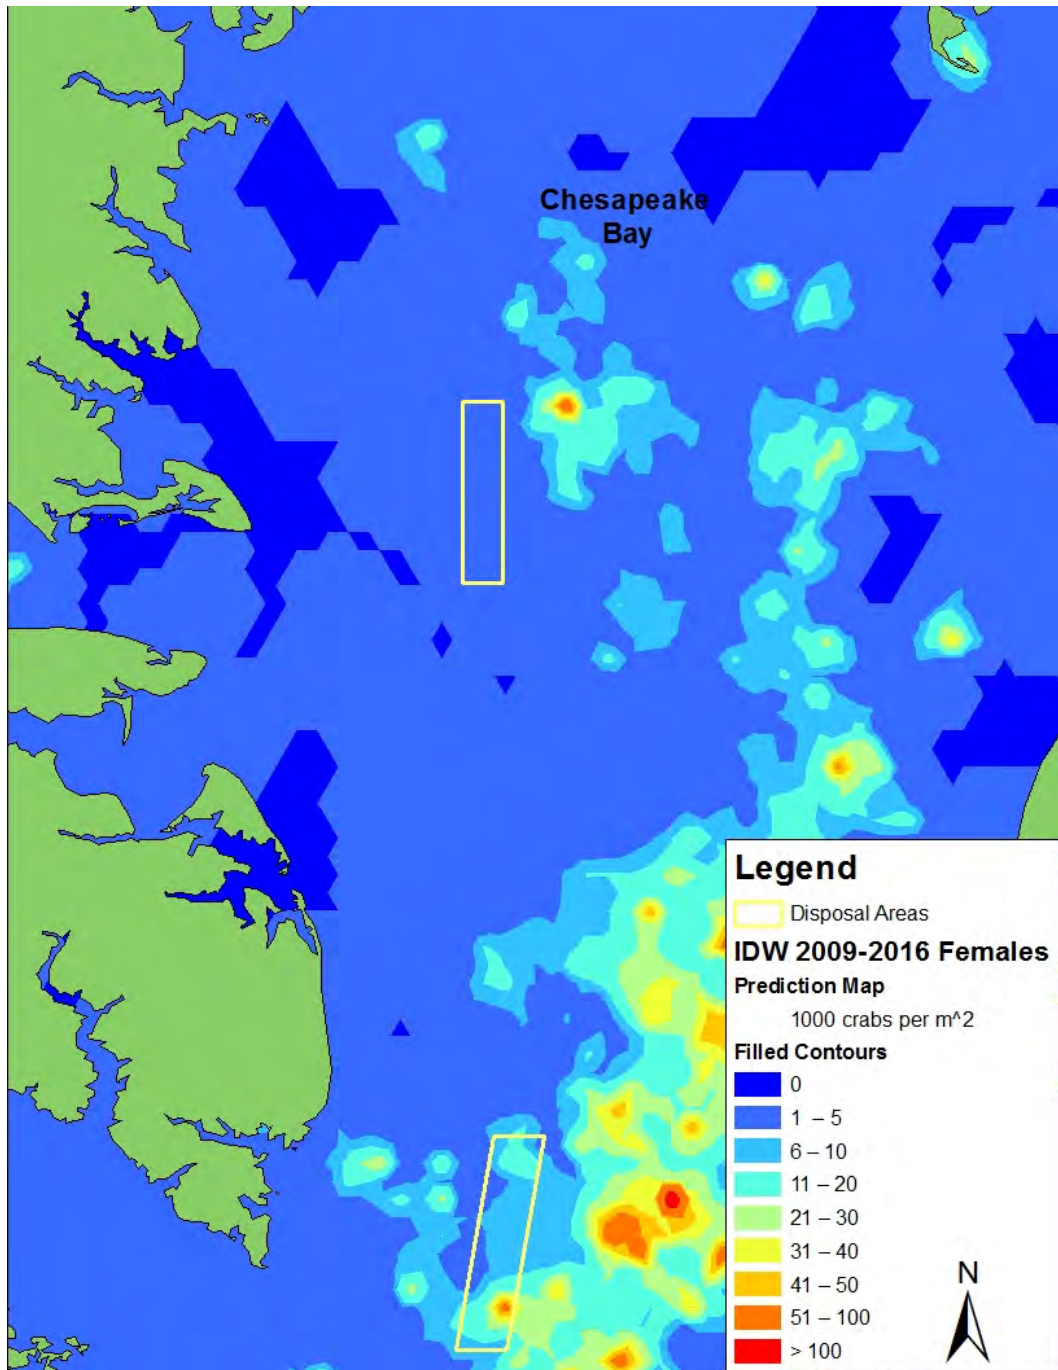 Chesapeake
Bay
Legend
Disposal Areas
IDW 2009-2016 Females
Prediction Map
1000 crabs per m^2
Filled Contours
0
1 – 5
6 – 10
11 – 20
21 – 30
31 – 40
41 – 50
51 – 100
> 100
N